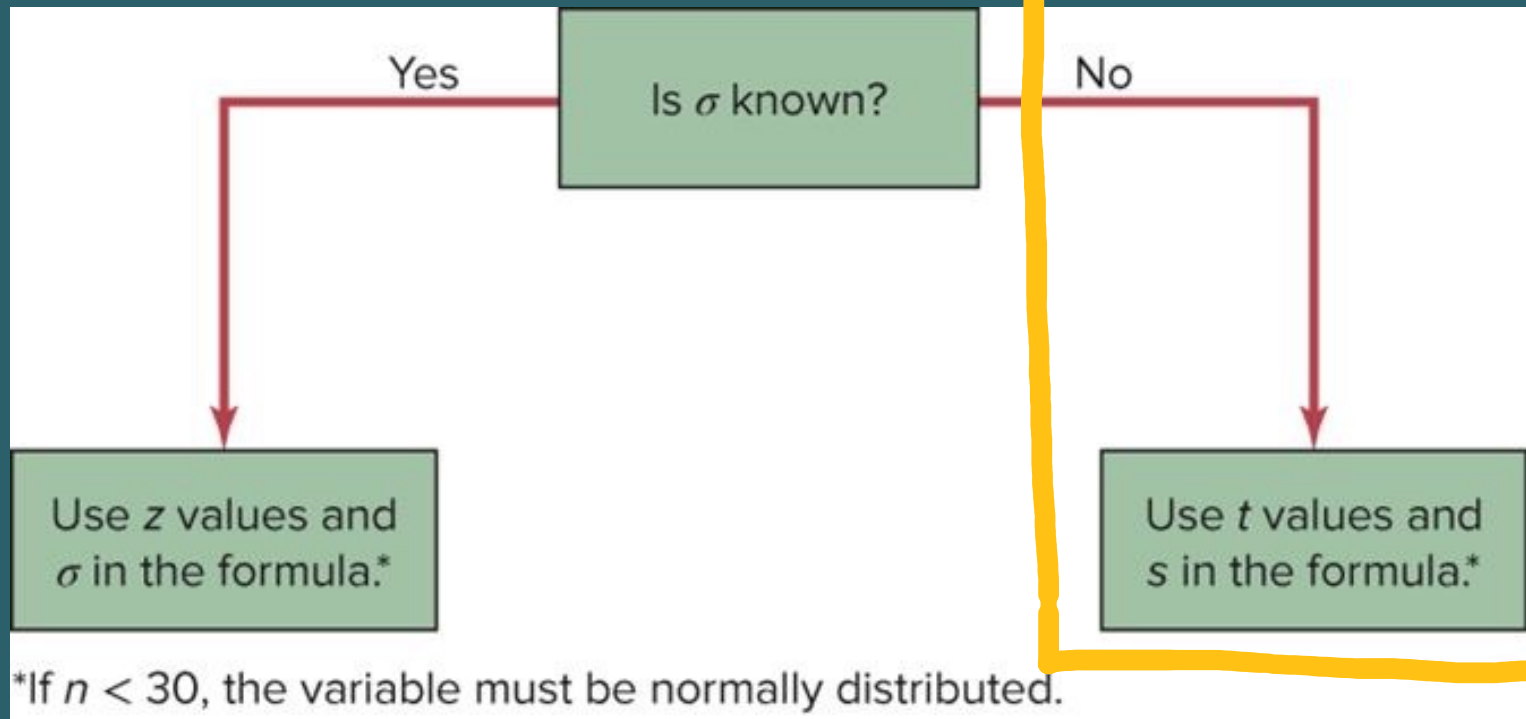 Is σ known?
Yes
No
Use z values and
σ in the formula.*
Use t values and
s in the formula.*
*If n < 30, the variable must be normally distributed.